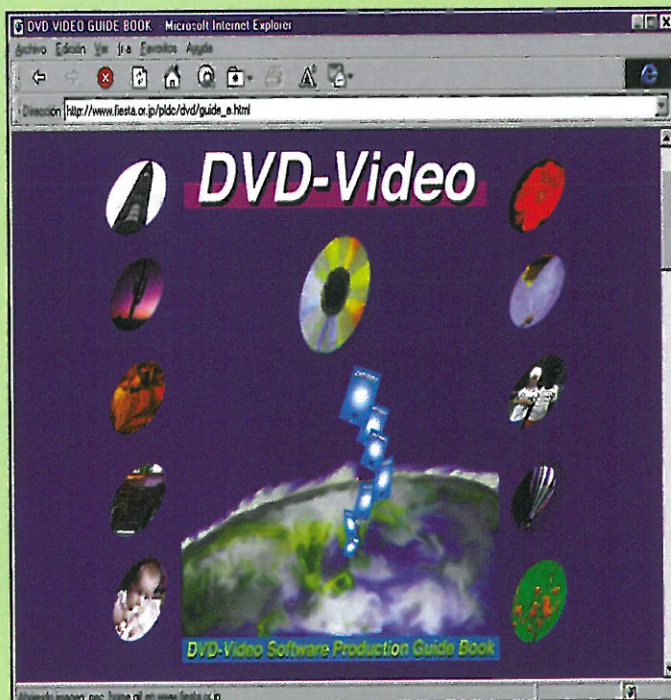 DVD VIDEO GUIDE BOOK - Microsoft Internet Explorer
Archivo Edición Ver Ir a Favoritos Ayuda
Dirección http://www.fiesta.or.jp/pldc/dvd/guide_e.html
DVD-Video
DVD-Video Software Production Guide Book